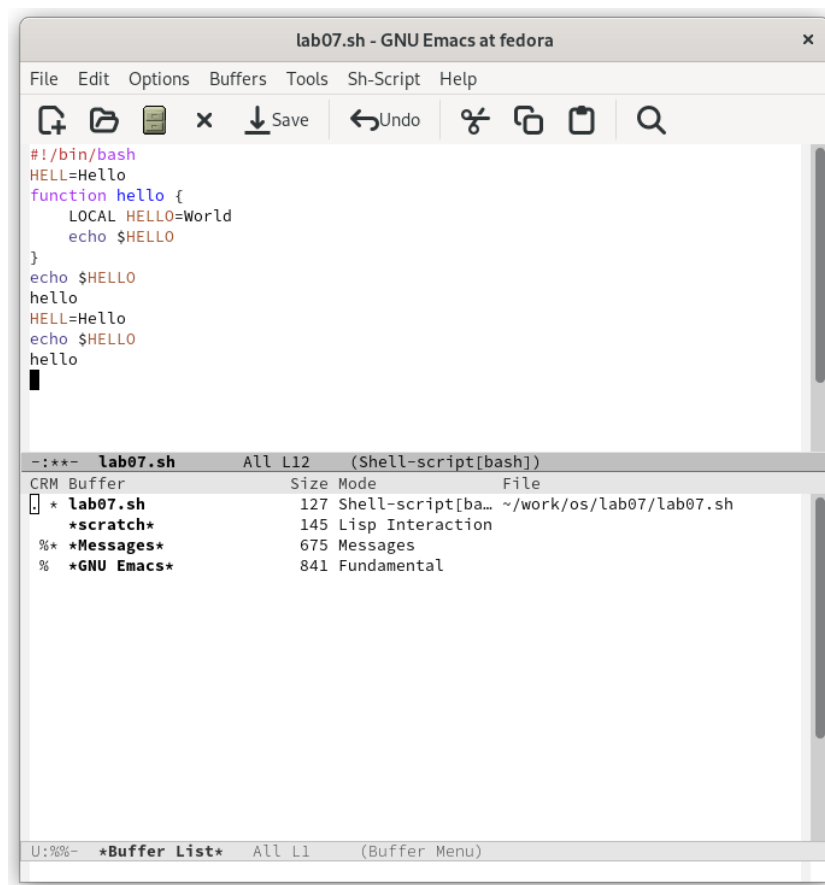 lab07.sh - GNU Emacs at fedora ×
File Edit Options Buffers Tools Sh-Script Help
Save Undo
#!/bin/bash
HELL=Hello
function hello {
    LOCAL HELLO=World
    echo $HELLO
}
echo $HELLO
hello
HELL=Hello
echo $HELLO
hello
-:**-  lab07.sh       All L12    (Shell-script[bash])
CRM Buffer                 Size Mode             File
. * lab07.sh                127 Shell-script[ba… ~/work/os/lab07/lab07.sh
    *scratch*               145 Lisp Interaction
 %* *Messages*              675 Messages
 %  *GNU Emacs*             841 Fundamental
U:%%-  *Buffer List*   All L1     (Buffer Menu)